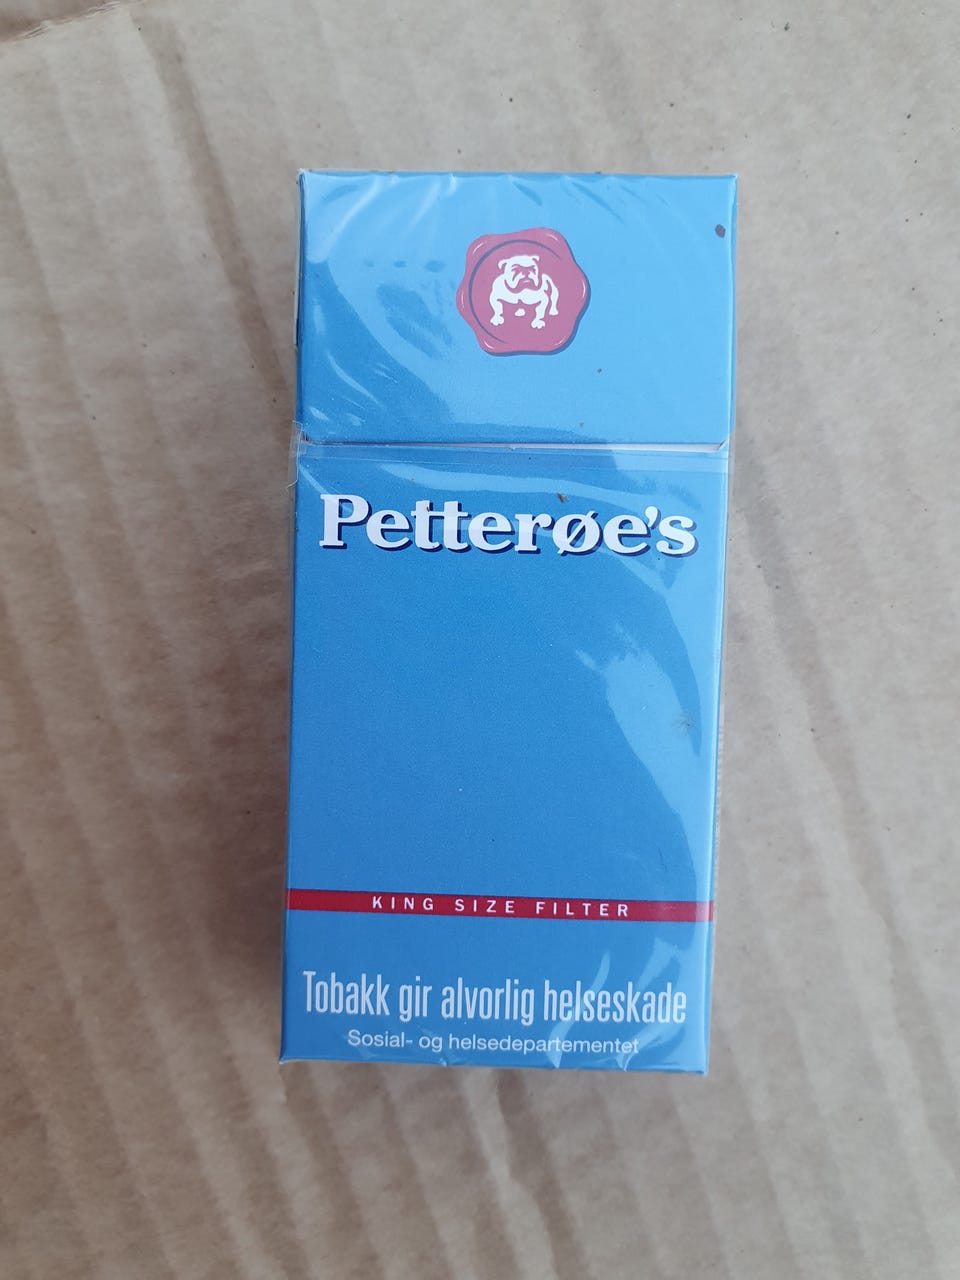 Petterøe's
KING SIZE FILTER
Tobakk gir alvorlig helseskade
Sosial- og helsedepartementet